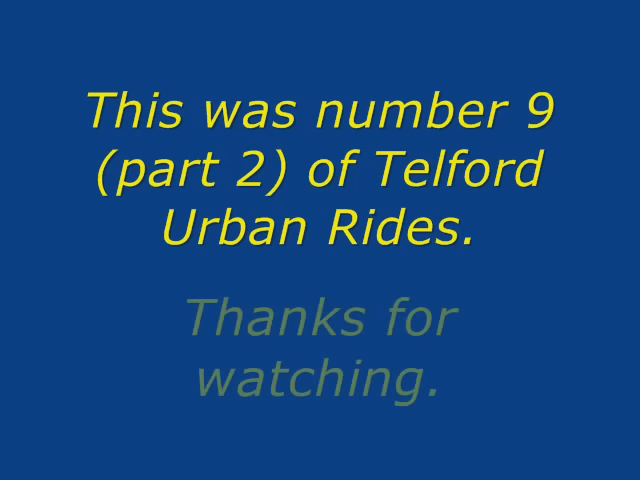 This was number 9
(part 2) of Telford
Urban Rides.
Thanks for
watching.